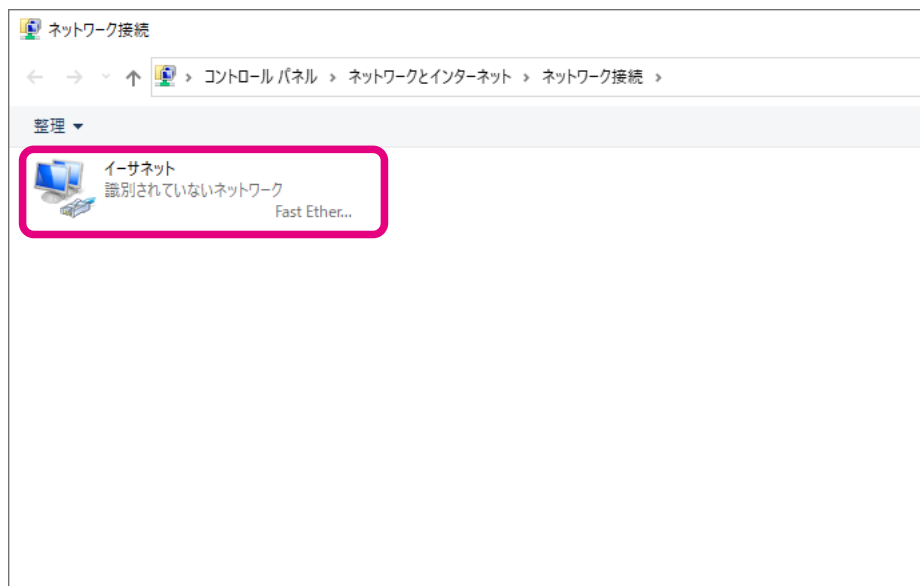 ネットワーク接続
コントロール パネル › ネットワークとインターネット › ネットワーク接続 ›
整理
イーサネット
識別されていないネットワーク
Fast Ether...